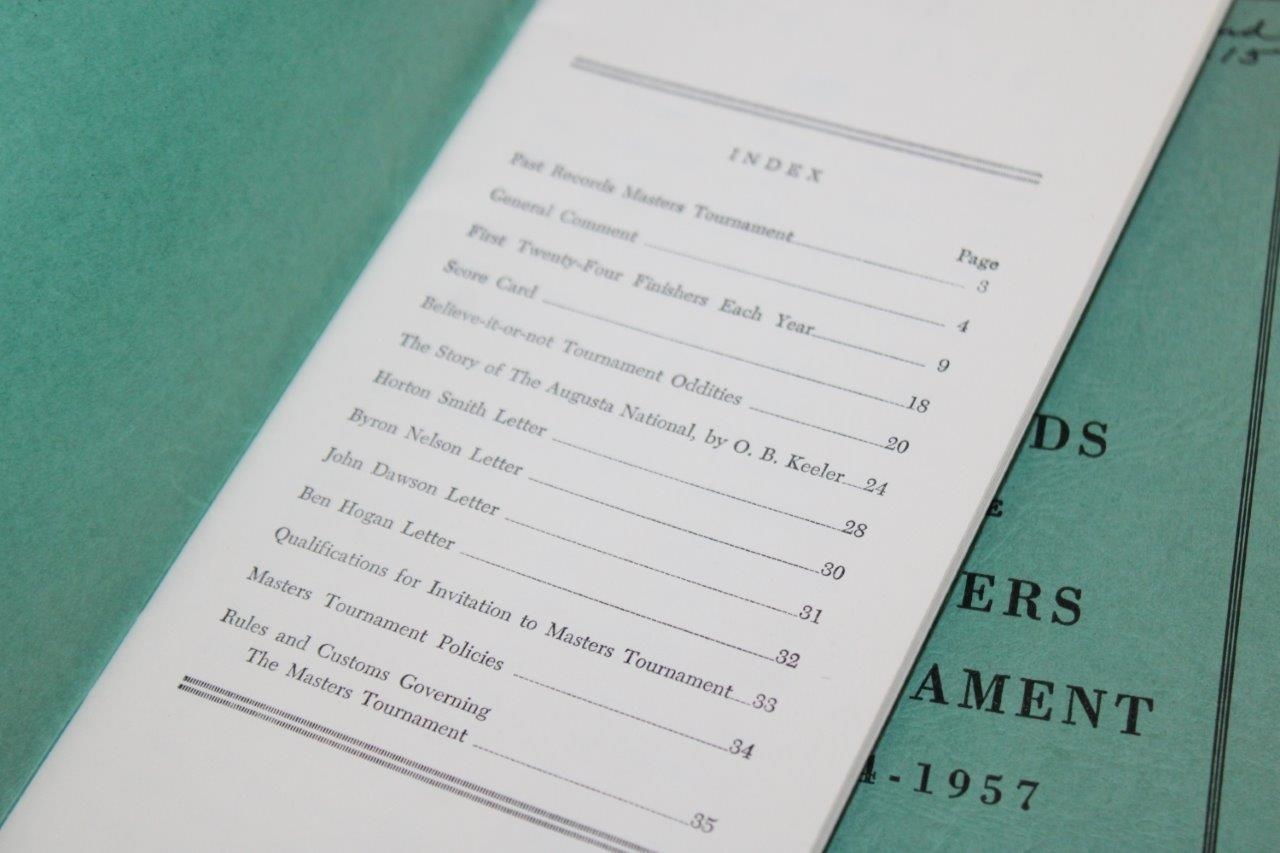 INDEX
Page
Past Records Masters Tournament 3
General Comment 4
First Twenty-Four Finishers Each Year 9
Score Card 18
Believe-it-or-not Tournament Oddities 20
The Story of The Augusta National, by O. B. Keeler 24
Horton Smith Letter 28
Byron Nelson Letter 30
John Dawson Letter 31
Ben Hogan Letter 32
Qualifications for Invitation to Masters Tournament 33
Masters Tournament Policies 34
Rules and Customs Governing
The Masters Tournament 35
DS
E
ERS
AMENT
4-1957